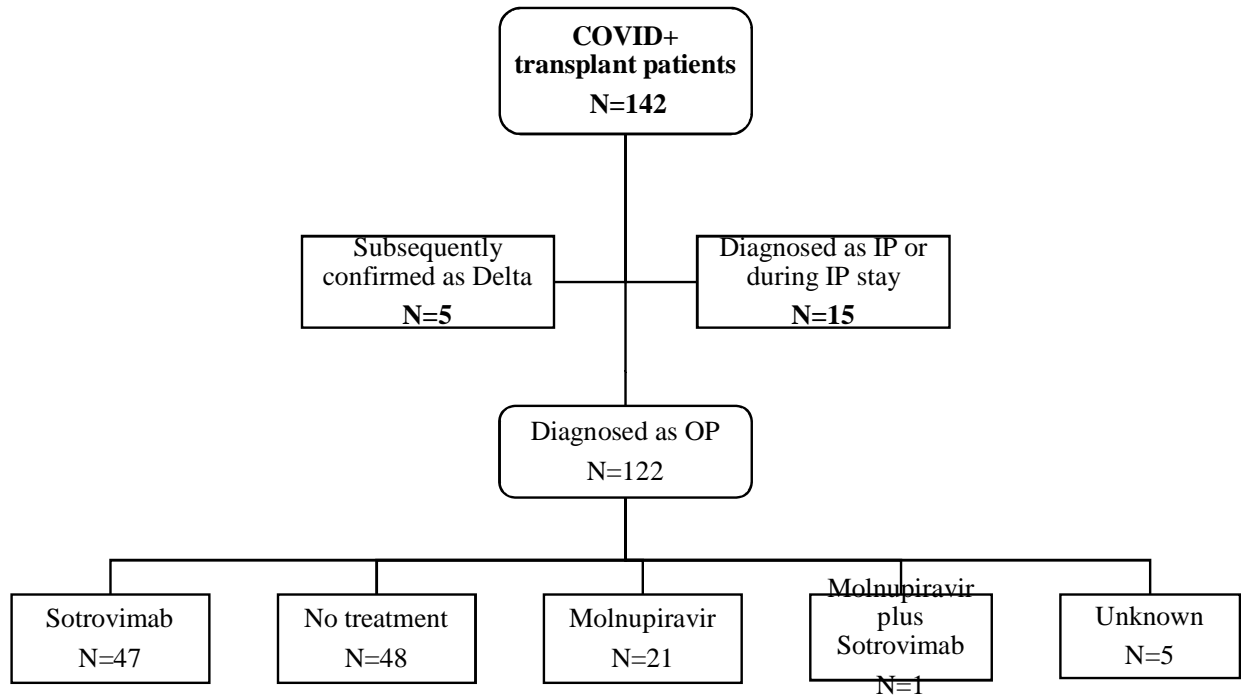 COVID+
transplant patients
N=142
Subsequently
confirmed as Delta
N=5
Diagnosed as IP or
during IP stay
N=15
Diagnosed as OP
N=122
Sotrovimab
N=47
No treatment
N=48
Molnupiravir
N=21
Molnupiravir
plus
Sotrovimab
N=1
Unknown
N=5